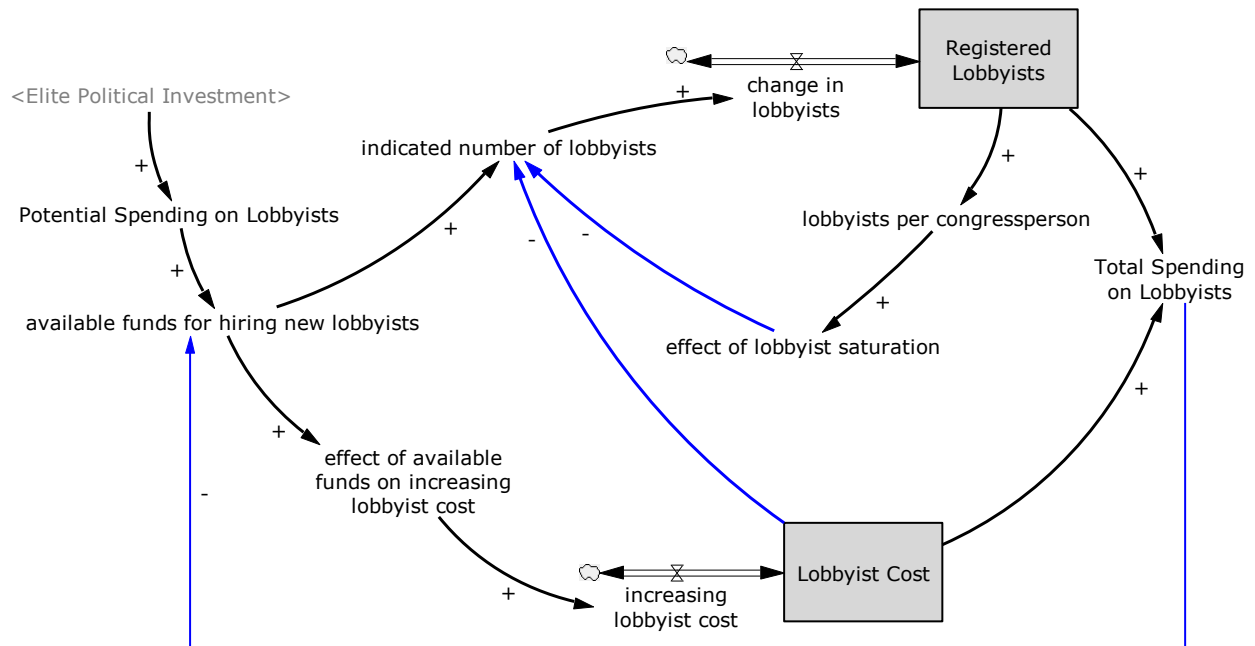 Registered
Lobbyists
<Elite Political Investment>
+
change in
lobbyists
+
indicated number of lobbyists
+
+
+
Potential Spending on Lobbyists
lobbyists per congressperson
+
-
-
+
Total Spending
on Lobbyists
+
available funds for hiring new lobbyists
effect of lobbyist saturation
+
+
effect of available
funds on increasing
lobbyist cost
-
Lobbyist Cost
+
increasing
lobbyist cost